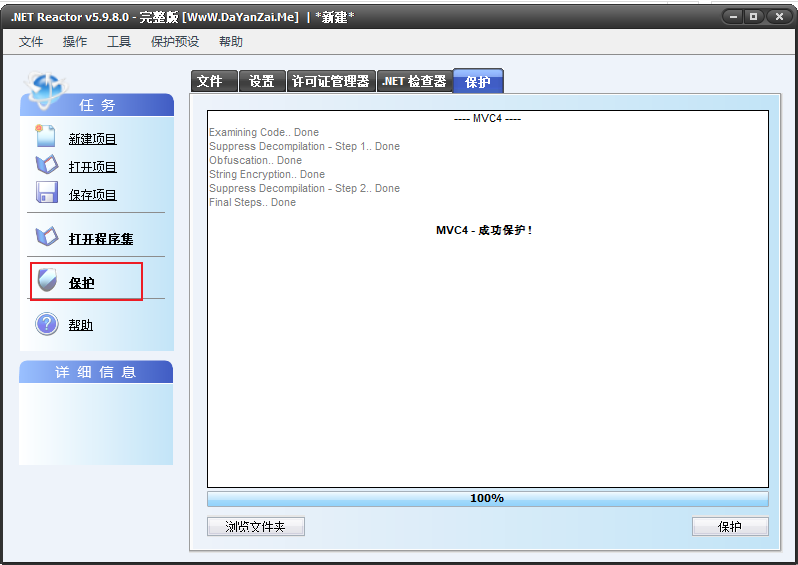 .NET Reactor v5.9.8.0 - 完整版 [WwW.DaYanZai.Me] | *新建*
文件 操作 工具 保护预设 帮助
任 务
新建项目
打开项目
保存项目
打开程序集
保护
帮助
详 细 信 息
文件 设置 许可证管理器 .NET 检查器 保护
---- MVC4 ----
Examining Code.. Done
Suppress Decompilation - Step 1.. Done
Obfuscation.. Done
String Encryption.. Done
Suppress Decompilation - Step 2.. Done
Final Steps.. Done
MVC4 - 成功保护！
100%
浏览文件夹 保护